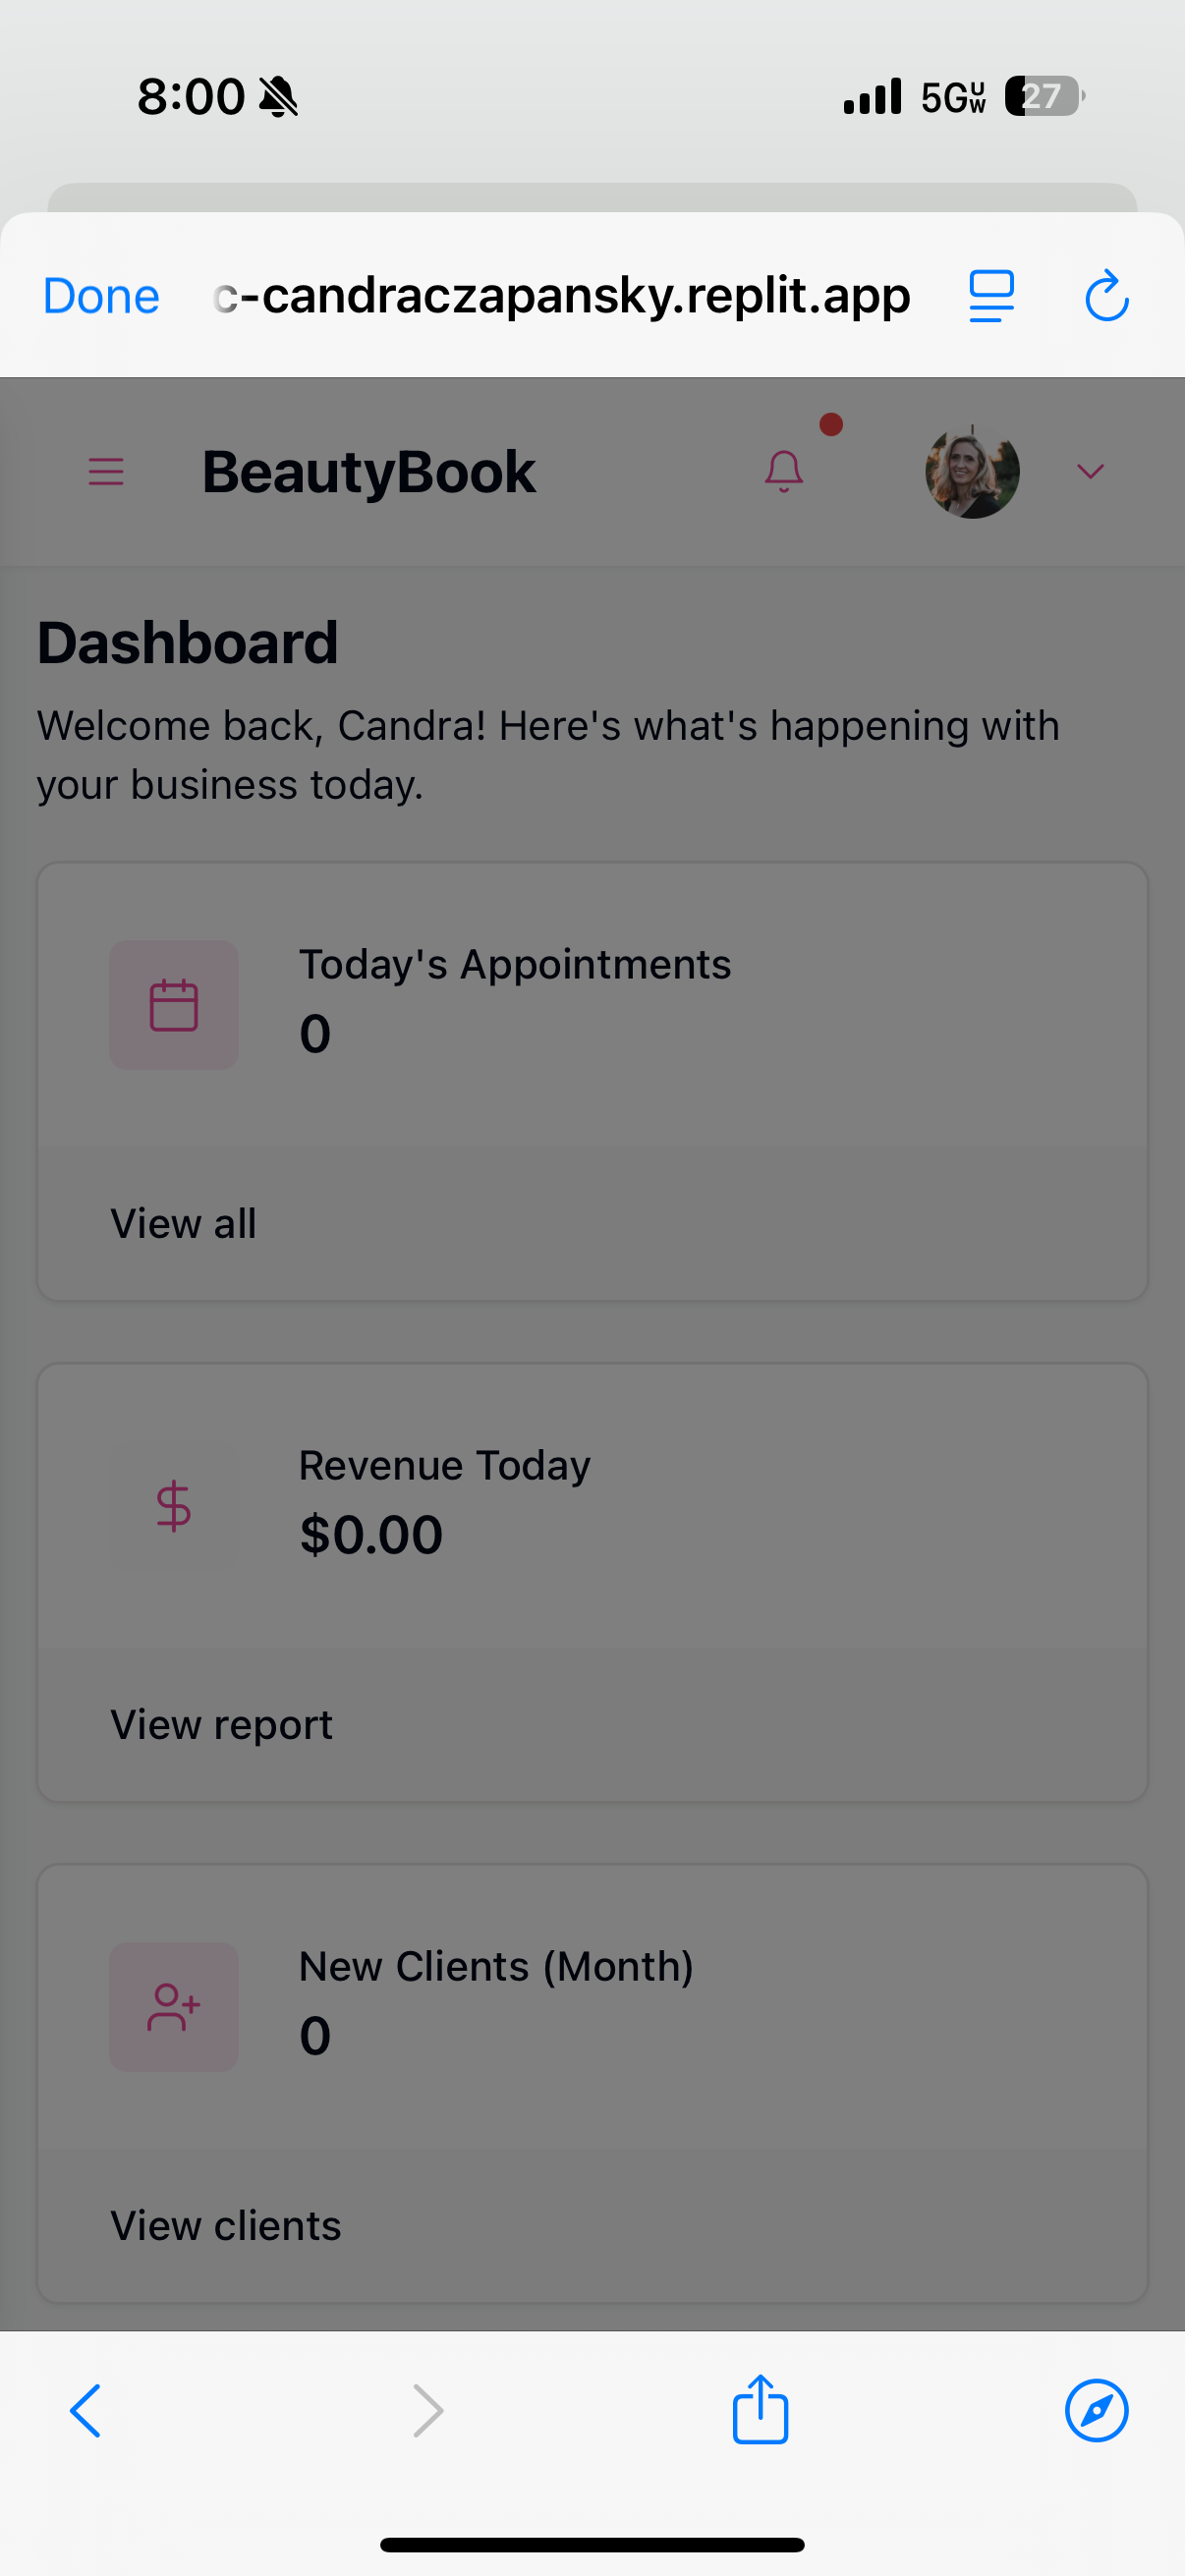 8:00
5G UW 27
Done c-candraczapansky.replit.app
BeautyBook
Dashboard
Welcome back, Candra! Here's what's happening with
your business today.
Today's Appointments
0
View all
Revenue Today
$0.00
View report
New Clients (Month)
0
View clients